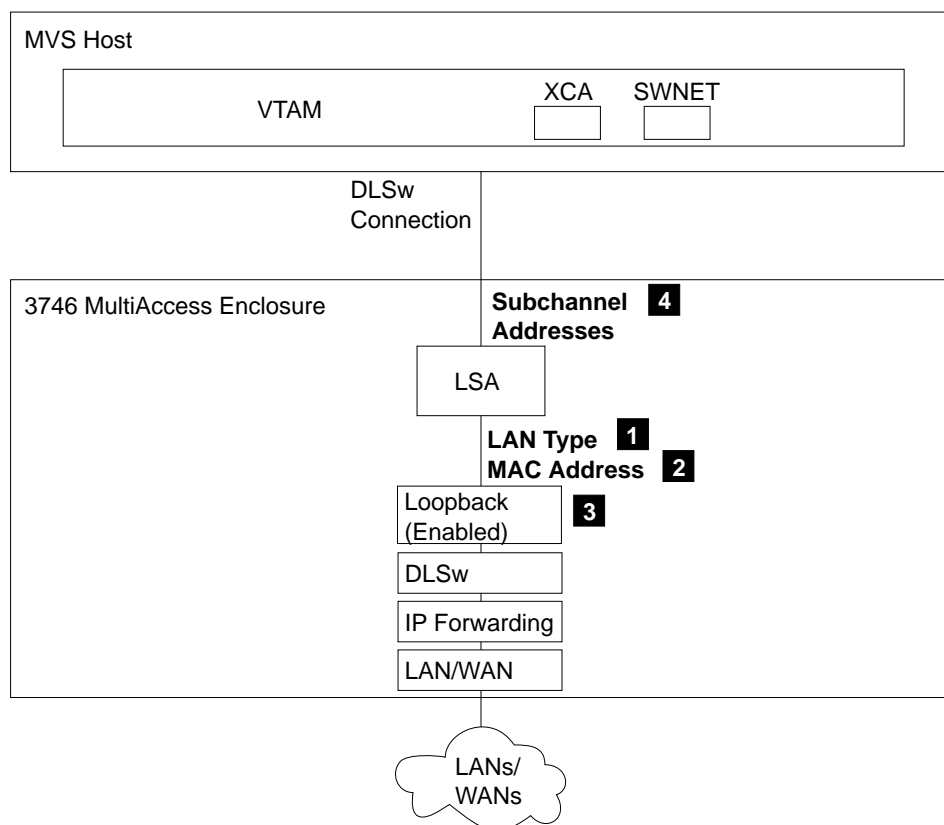 MVS Host
XCA SWNET
VTAM
DLSw
Connection
3746 MultiAccess Enclosure
Subchannel 4
Addresses
LSA
LAN Type 1
MAC Address 2
Loopback
(Enabled)
3
DLSw
IP Forwarding
LAN/WAN
LANs/
WANs